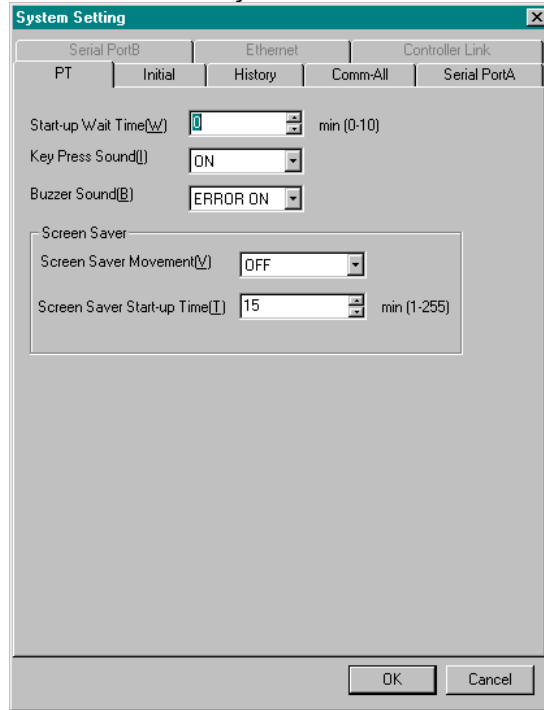 System Setting
Serial PortB Ethernet Controller Link
PT Initial History Comm-All Serial PortA
Start-up Wait Time(W) 0 min (0-10)
Key Press Sound(I) ON
Buzzer Sound(B) ERROR ON
Screen Saver
Screen Saver Movement(V) OFF
Screen Saver Start-up Time(T) 15 min (1-255)
OK Cancel